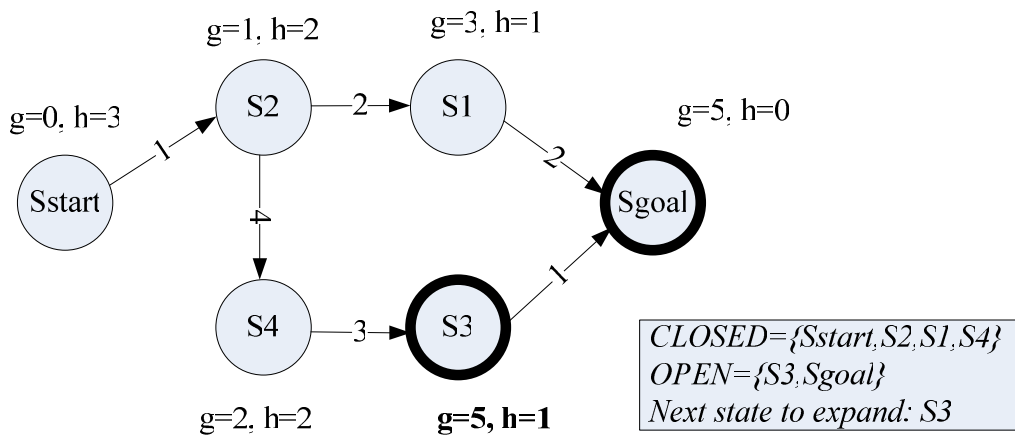 g=1, h=2
g=3, h=1
g=0, h=3
g=5, h=0
S2
2
S1
1
2
Sstart
Sgoal
4
1
S4
3
S3
g=2, h=2
g=5, h=1
CLOSED={Sstart,S2,S1,S4}
OPEN={S3,Sgoal}
Next state to expand: S3